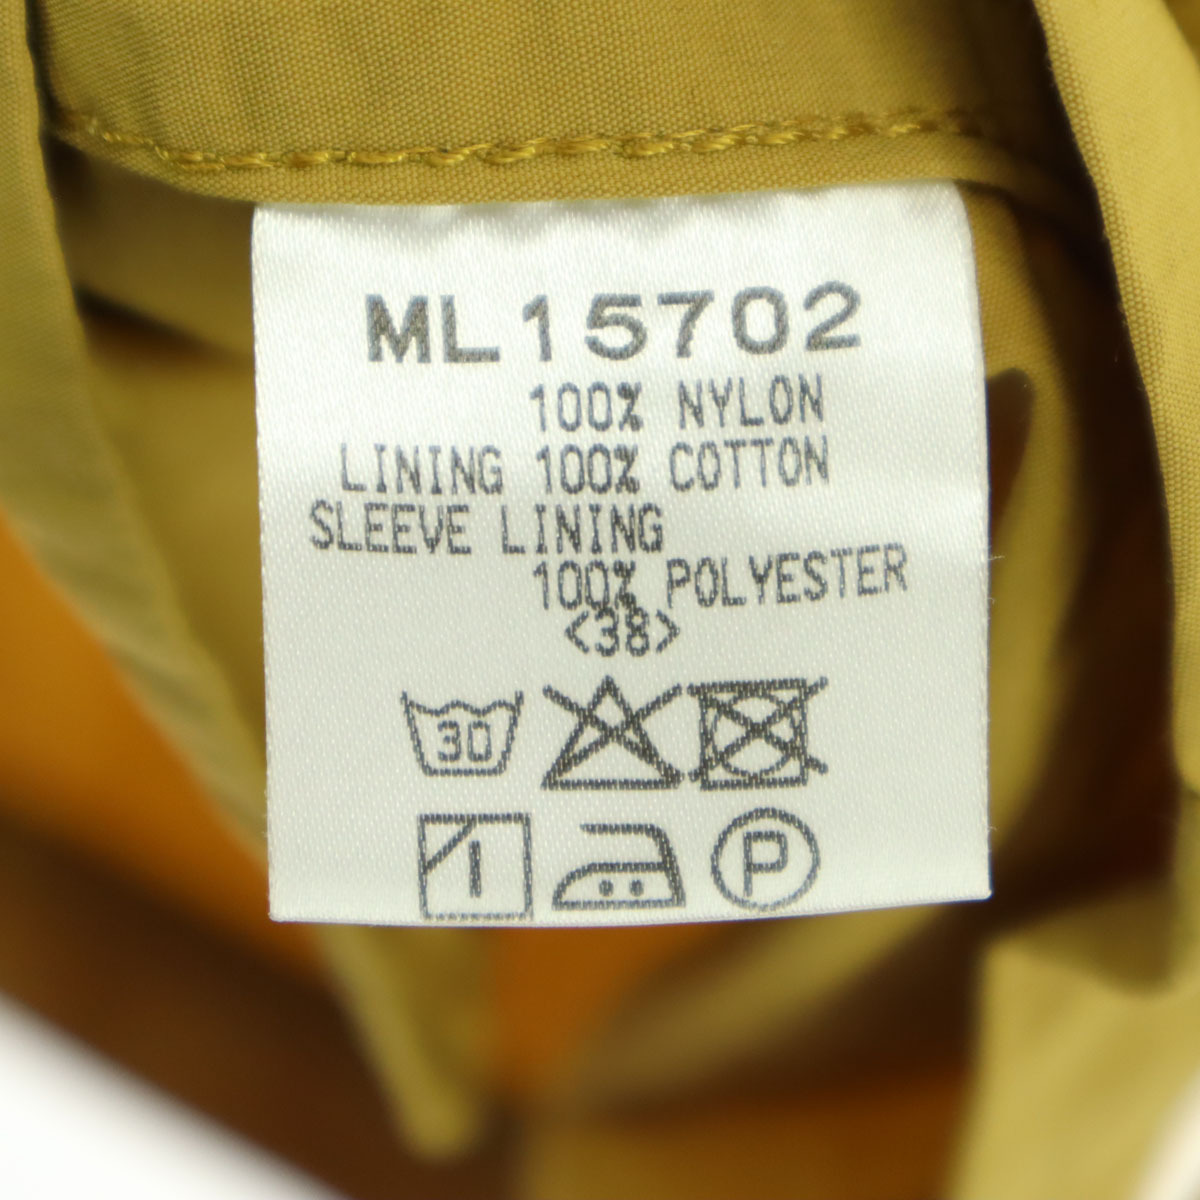 ML15702
100% NYLON
LINING 100% COTTON
SLEEVE LINING
100% POLYESTER
<38>
30
P